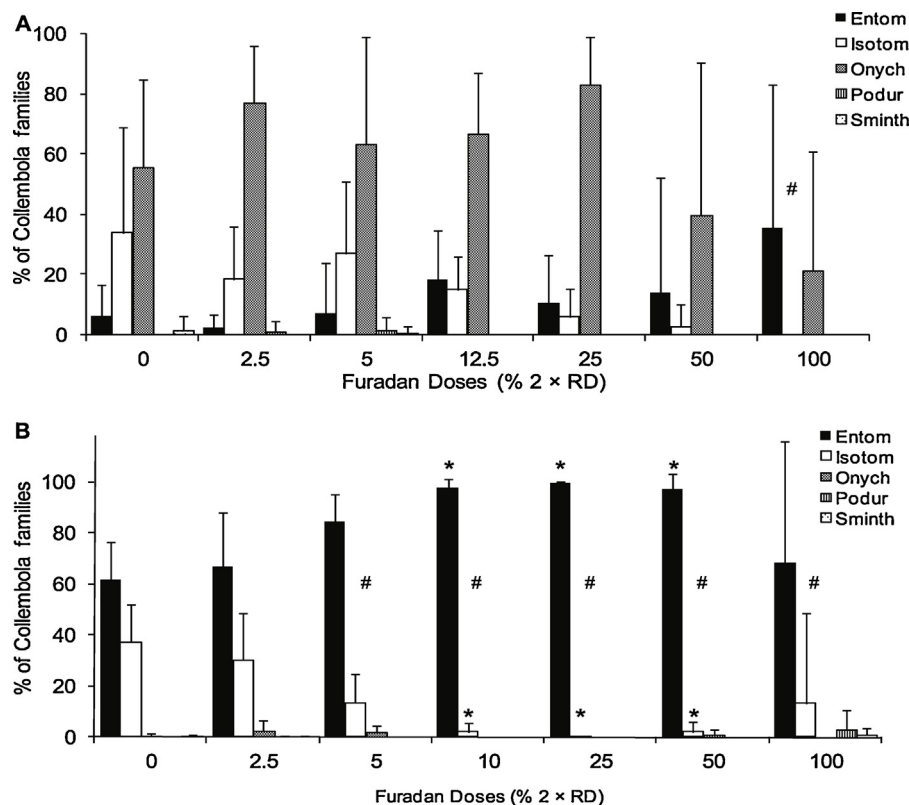 A
100
80
60
40
20
0
% of Collembola families
#
0 2.5 5 12.5 25 50 100
Furadan Doses (% 2 × RD)
Entom
Isotom
Onych
Podur
Sminth
B
100
80
60
40
20
0
% of Collembola families
* * *
# # # # #
* * *
0 2.5 5 10 25 50 100
Furadan Doses (% 2 × RD)
Entom
Isotom
Onych
Podur
Sminth